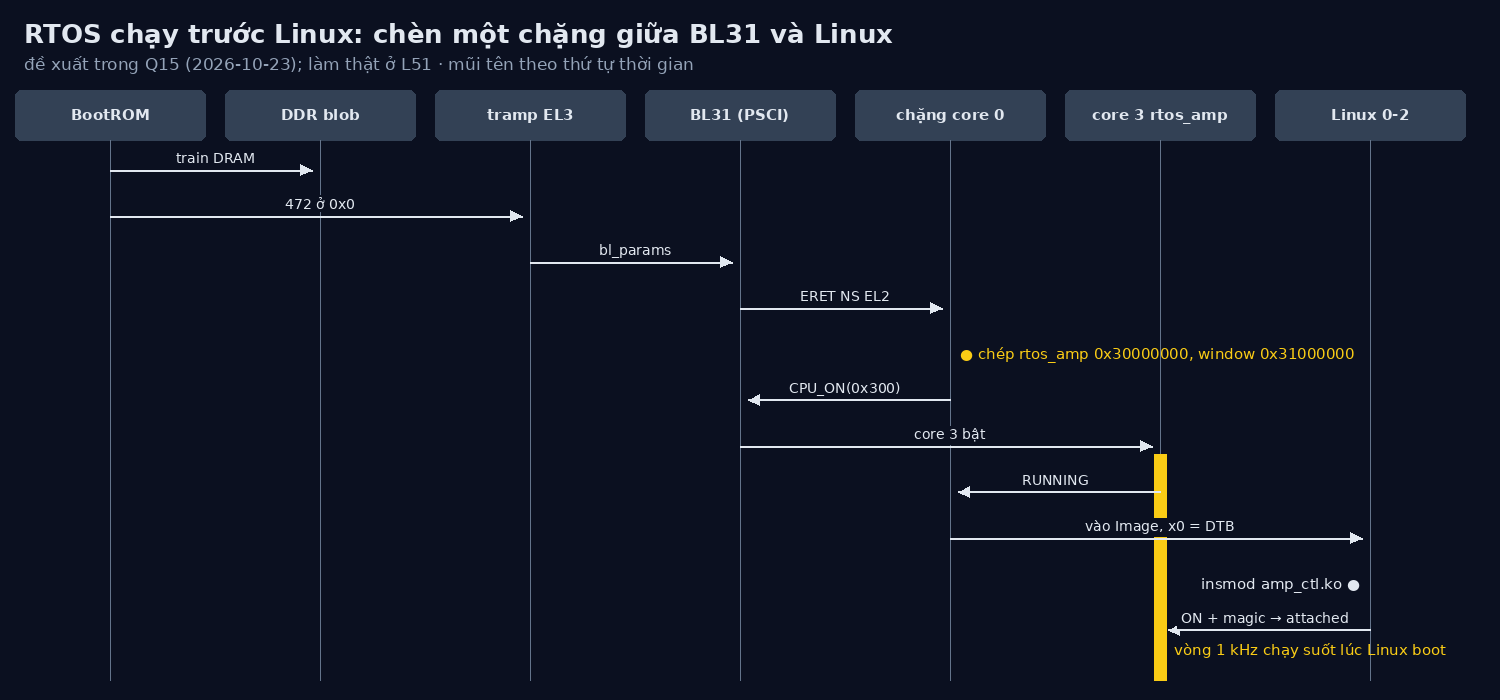 RTOS chạy trước Linux: chèn một chặng giữa BL31 và Linux
đề xuất trong Q15 (2026-10-23); làm thật ở L51 · mũi tên theo thứ tự thời gian
BootROM
DDR blob
tramp EL3
BL31 (PSCI)
chặng core 0
core 3 rtos_amp
Linux 0-2
train DRAM
472 ở 0x0
bl_params
ERET NS EL2
● chép rtos_amp 0x30000000, window 0x31000000
CPU_ON(0x300)
core 3 bật
RUNNING
vào Image, x0 = DTB
insmod amp_ctl.ko ●
ON + magic → attached
vòng 1 kHz chạy suốt lúc Linux boot